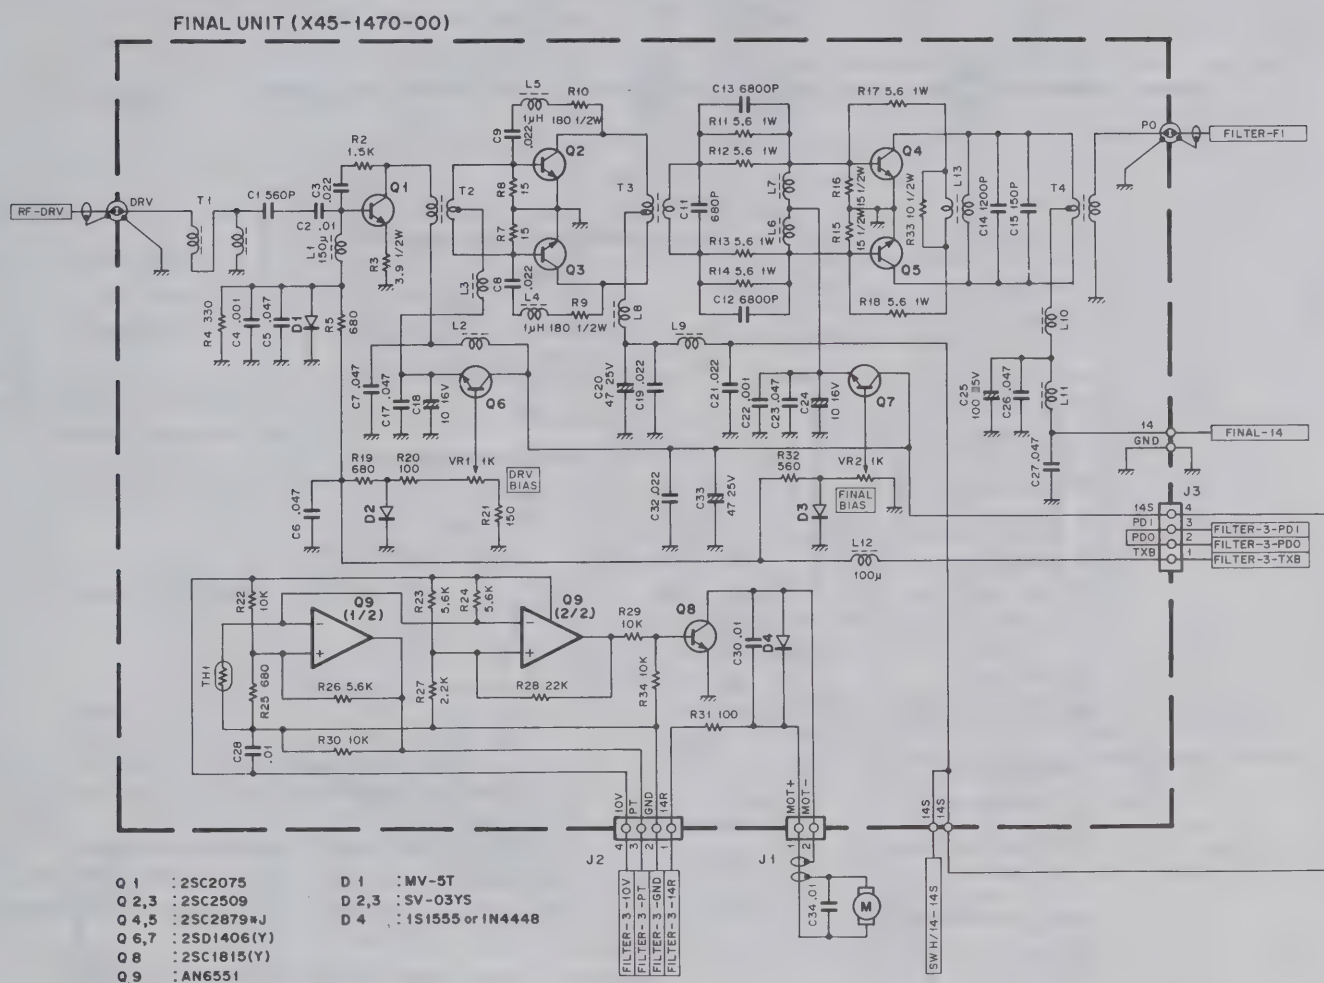 FINAL UNIT (X45-1470-00)
RF-DRV
DRV
T1
C1 560P
C2 .01
C3 .022
R2 1.5K
Q1
L1 150µ
R3 3.9 1/2W
R4 330
C4 .001
C5 .047
D1
R5 680
T2
L5 1µH
R10 180 1/2W
C9 .022
Q2
R8 15
R7 15
Q3
C8 .022
L4 1µH
R9 180 1/2W
L3
L2
C7 .047
C17 .047
C18 10 16V
Q6
T3
L8
C11 680P
C13 6800P
R11 5.6 1W
R12 5.6 1W
R13 5.6 1W
R14 5.6 1W
C12 6800P
L7
L6
R17 5.6 1W
Q4
R16 15 1/2W
R15 15 1/2W
Q5
R18 5.6 1W
R33 10 1/2W
L13
C14 1200P
C15 150P
T4
PO
FILTER-F1
L10
L11
C25
C26 .047
C27 .047
14
GND
FINAL-14
C20 47 25V
C19 .022
L9
C21 .022
C22 .001
C23 .047
C24 10 16V
Q7
R19 680
R20 100
VR1 1K
DRV BIAS
C6 .047
D2
R21 150
C32 .022
C33 47 25V
R32 560
VR2 1K
FINAL BIAS
D3
L12 100µ
J3
14S 4
PDI 3 FILTER-3-PDI
PDO 2 FILTER-3-PDO
TXB 1 FILTER-3-TXB
R22 10K
TH1
R25 680
C28 .01
Q9 (1/2)
R26 5.6K
R30 10K
R23 5.6K
R24 5.6K
R27 2.2K
Q9 (2/2)
R28 22K
R29 10K
R34 10K
Q8
C30 .01
D4
R31 100
J2
10V 4 FILTER-3-10V
PT 3 FILTER-3-PT
GND 2 FILTER-3-GND
14R 1 FILTER-3-14R
J1
MOT+ 1
MOT- 2
C34 .01
M
14S
14S
SW H/14-14S
Q 1 : 2SC2075
Q 2,3 : 2SC2509
Q 4,5 : 2SC2879*J
Q 6,7 : 2SD1406(Y)
Q 8 : 2SC1815(Y)
Q 9 : AN6551
D 1 : MV-5T
D 2,3 : SV-03YS
D 4 : 1S1555 or 1N4448